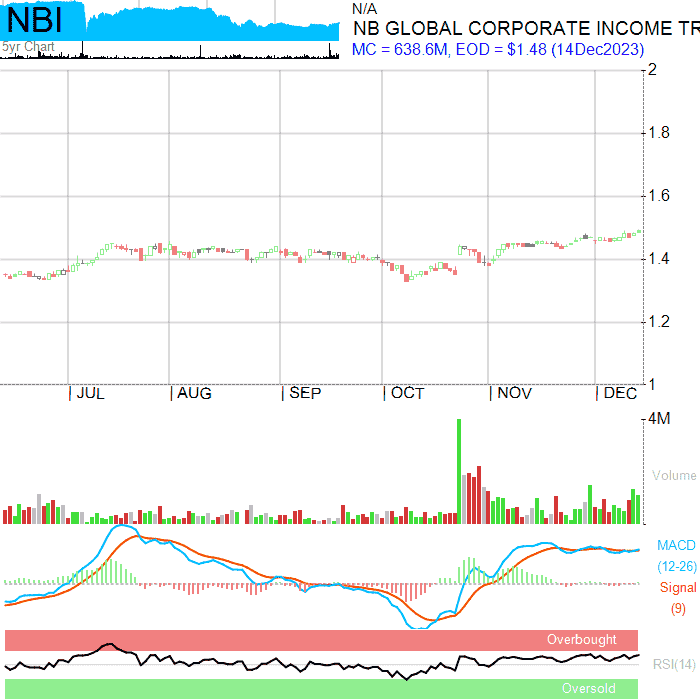 NBI
5yr Chart
N/A
NB GLOBAL CORPORATE INCOME TR
MC = 638.6M, EOD = $1.48 (14Dec2023)
2
1.8
1.6
1.4
1.2
1
JUL AUG SEP OCT NOV DEC
4M
Volume
MACD
(12-26)
Signal
(9)
Overbought
RSI(14)
Oversold